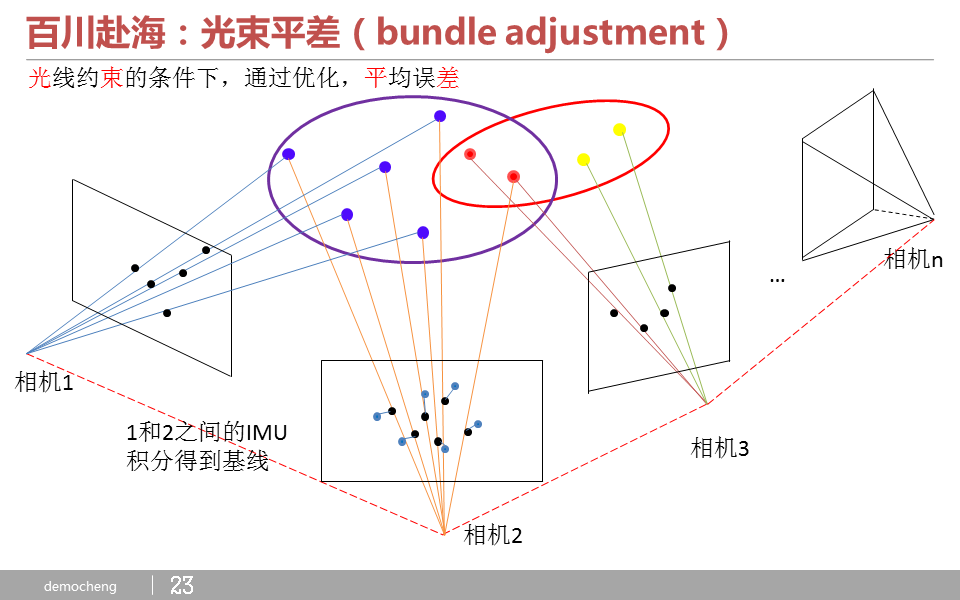 百川赴海：光束平差（bundle adjustment）
光线约束的条件下，通过优化，平均误差
相机n
...
相机1
1和2之间的IMU
积分得到基线
相机3
相机2
democheng
23